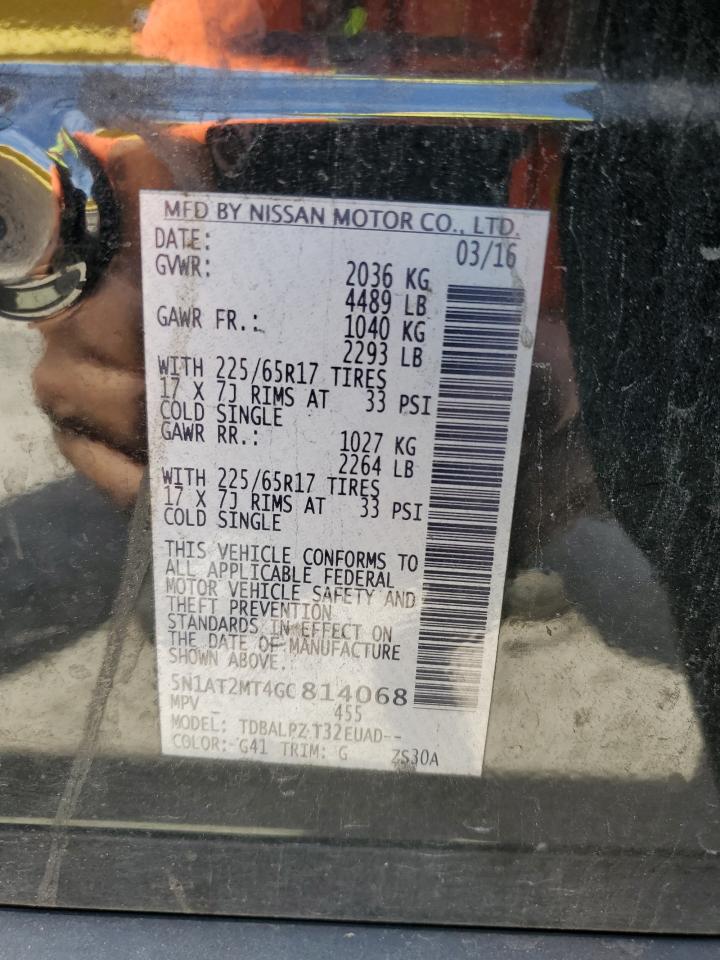 MFD BY NISSAN MOTOR CO., LTD.
DATE: 03/16
GVWR: 2036 KG
4489 LB
GAWR FR.: 1040 KG
2293 LB
WITH 225/65R17 TIRES
17 X 7J RIMS AT 33 PSI
COLD SINGLE
GAWR RR.: 1027 KG
2264 LB
WITH 225/65R17 TIRES
17 X 7J RIMS AT 33 PSI
COLD SINGLE
THIS VEHICLE CONFORMS TO
ALL APPLICABLE FEDERAL
MOTOR VEHICLE SAFETY AND
THEFT PREVENTION
STANDARDS IN EFFECT ON
THE DATE OF MANUFACTURE
SHOWN ABOVE.
5N1AT2MT4GC814068
MPV 455
MODEL: TDBALPZ T32EUAD--
COLOR: G41 TRIM: G ZS30A